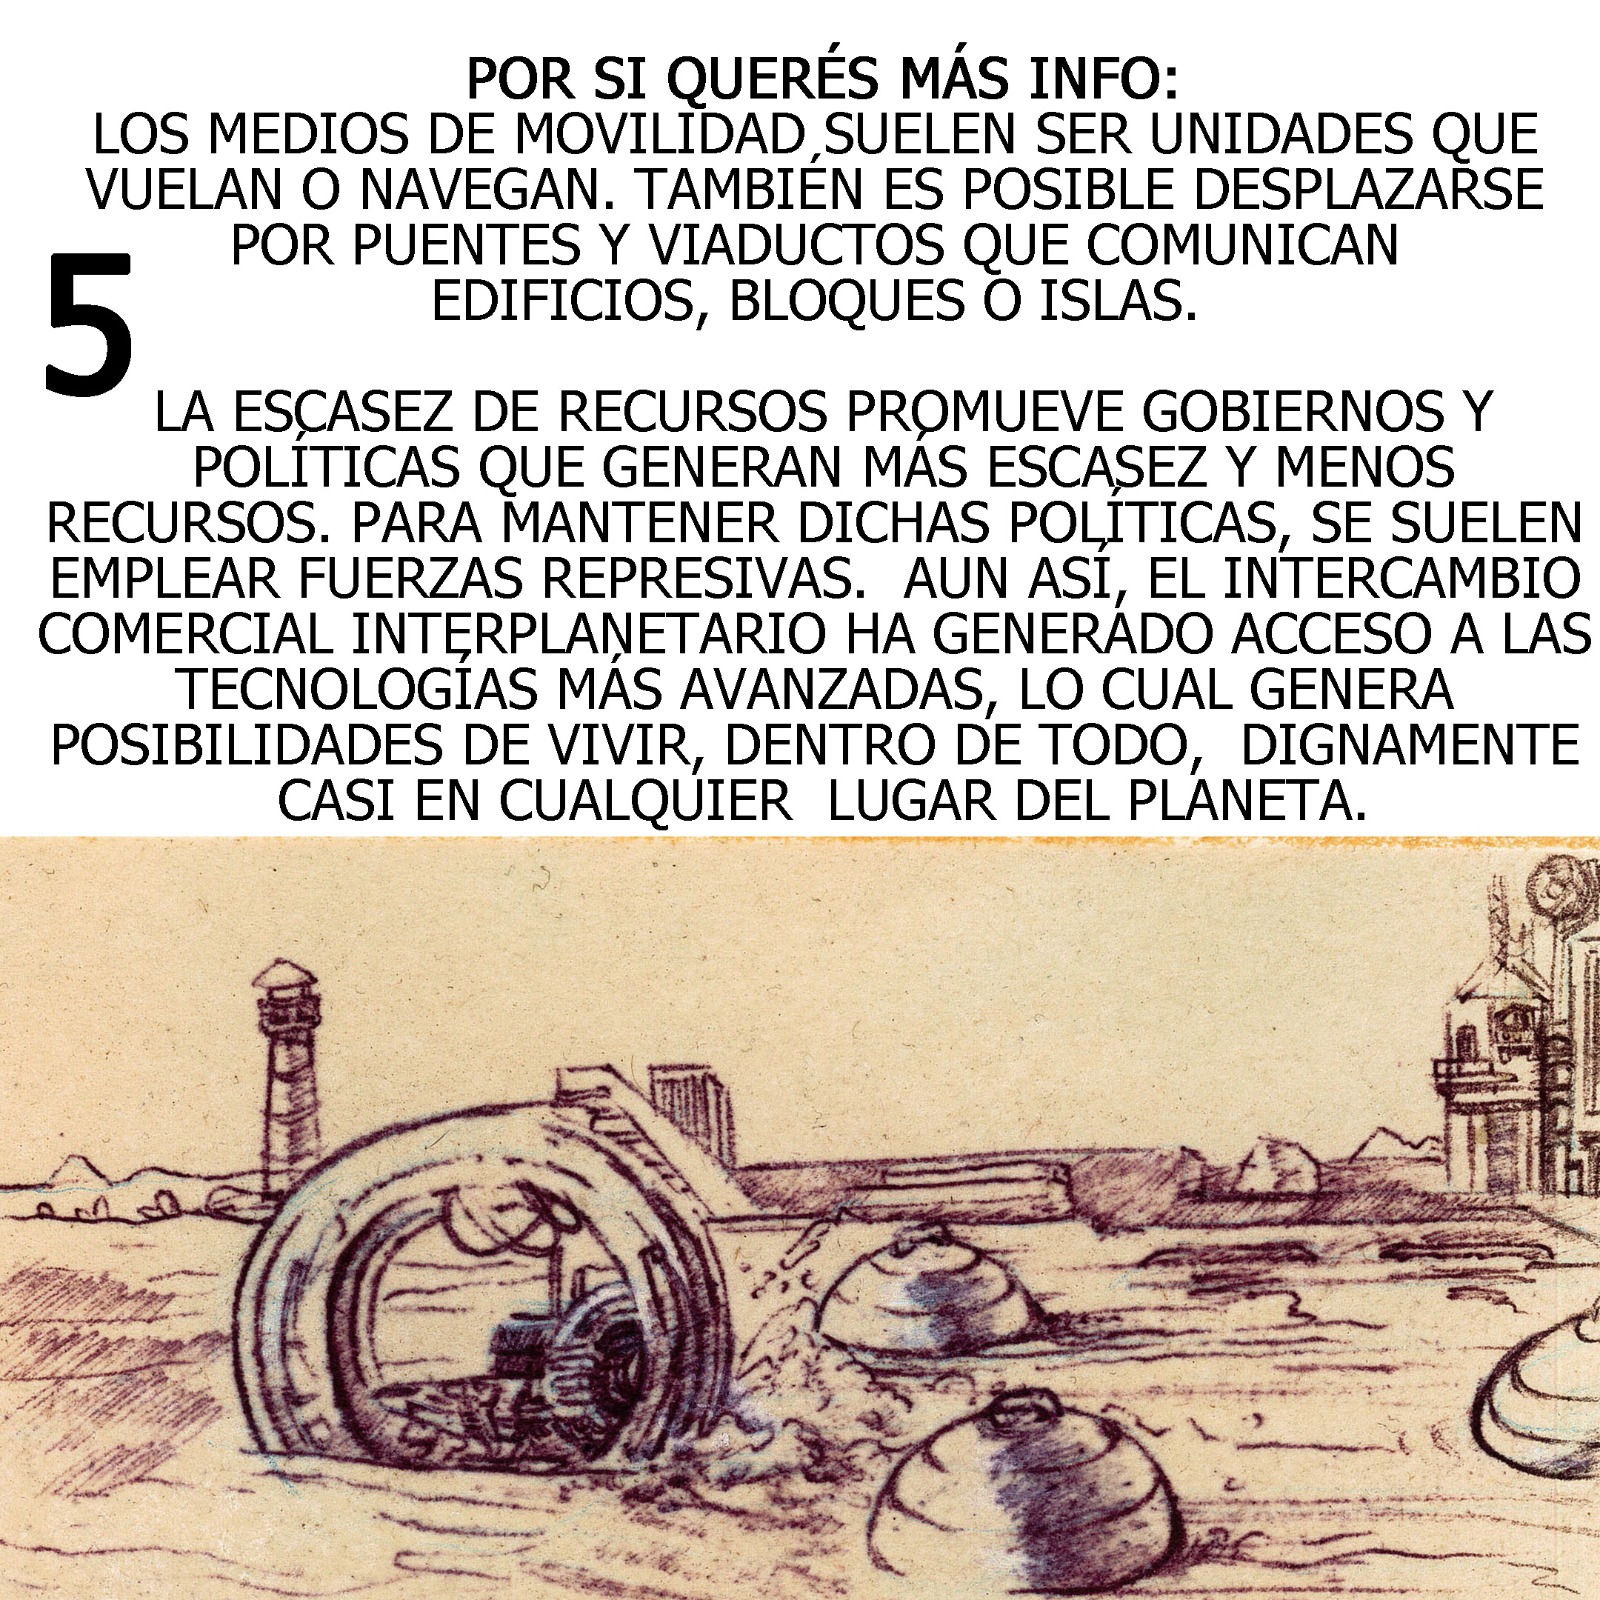 POR SI QUERÉS MÁS INFO:
LOS MEDIOS DE MOVILIDAD SUELEN SER UNIDADES QUE
VUELAN O NAVEGAN. TAMBIÉN ES POSIBLE DESPLAZARSE
POR PUENTES Y VIADUCTOS QUE COMUNICAN
EDIFICIOS, BLOQUES O ISLAS.
5
LA ESCASEZ DE RECURSOS PROMUEVE GOBIERNOS Y
POLÍTICAS QUE GENERAN MÁS ESCASEZ Y MENOS
RECURSOS. PARA MANTENER DICHAS POLÍTICAS, SE SUELEN
EMPLEAR FUERZAS REPRESIVAS.  AUN ASÍ, EL INTERCAMBIO
COMERCIAL INTERPLANETARIO HA GENERADO ACCESO A LAS
TECNOLOGÍAS MÁS AVANZADAS, LO CUAL GENERA
POSIBILIDADES DE VIVIR, DENTRO DE TODO,  DIGNAMENTE
CASI EN CUALQUIER  LUGAR DEL PLANETA.